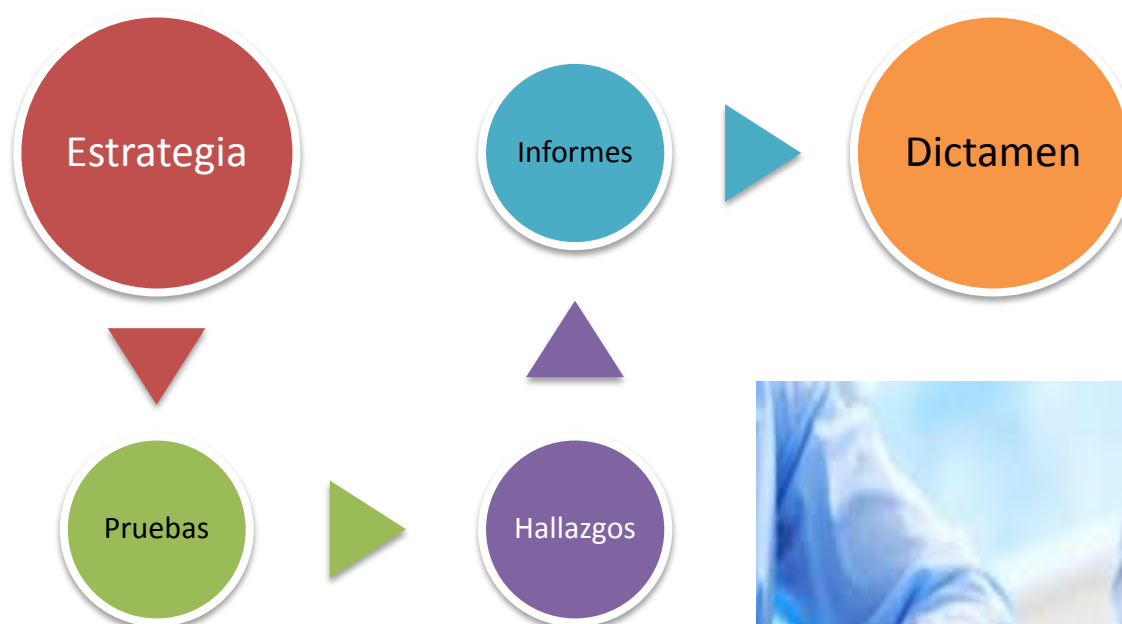 Estrategia
Pruebas
Hallazgos
Informes
Dictamen